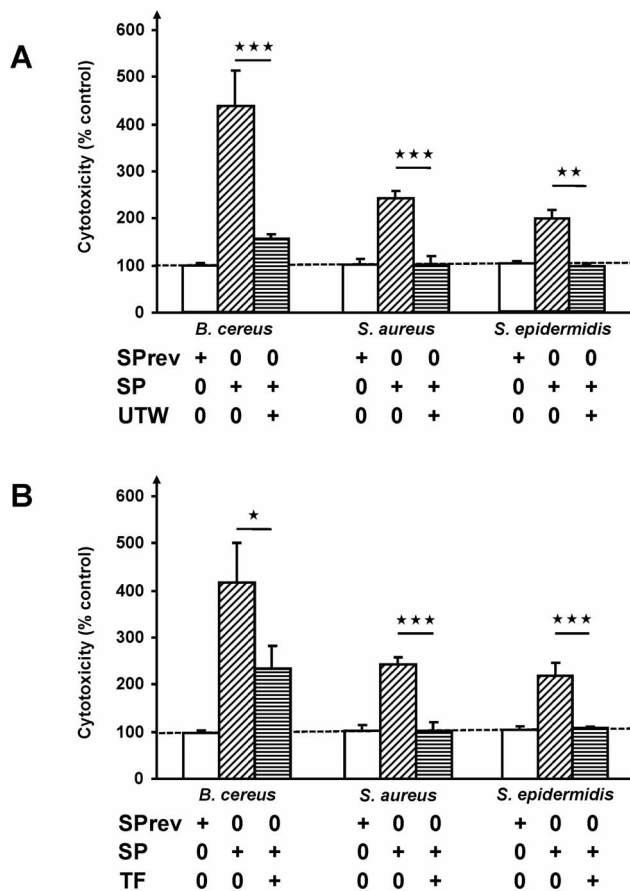 A
Cytotoxicity (% control)
600
500
400
300
200
100
0
★★★
★★★
★★
B. cereus S. aureus S. epidermidis
SPrev + 0 0 + 0 0 + 0 0
SP 0 + + 0 + + 0 + +
UTW 0 0 + 0 0 + 0 0 +
B
Cytotoxicity (% control)
600
500
400
300
200
100
0
★
★★★
★★★
B. cereus S. aureus S. epidermidis
SPrev + 0 0 + 0 0 + 0 0
SP 0 + + 0 + + 0 + +
TF 0 0 + 0 0 + 0 0 +